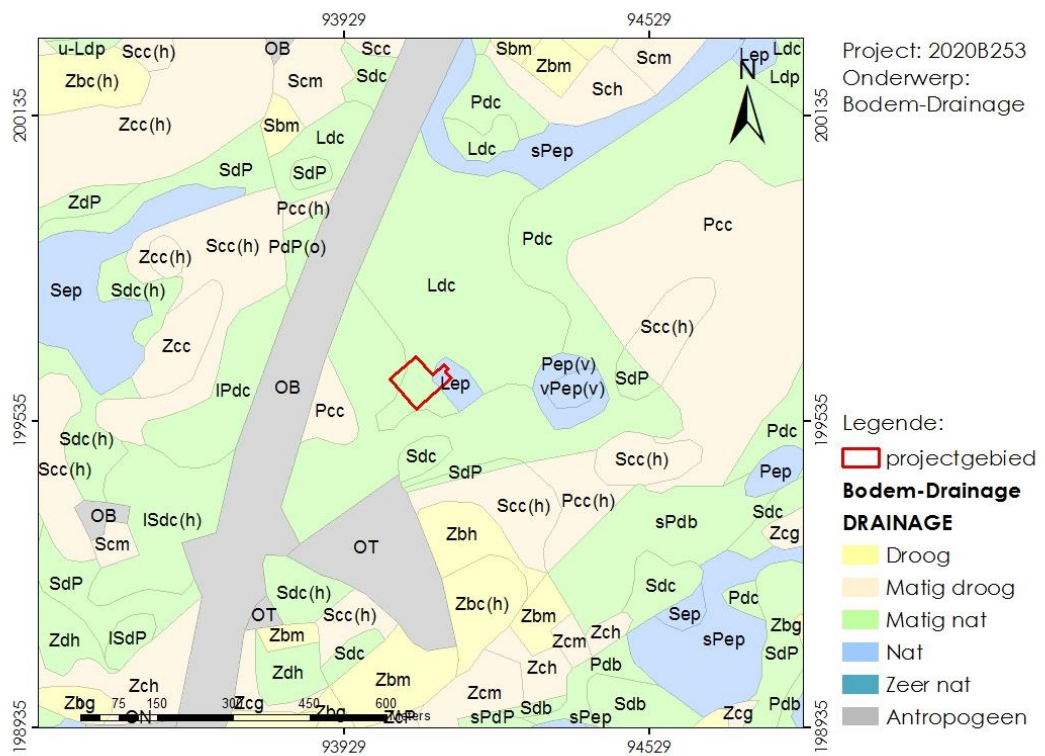 93929 94529
Project: 2020B253
Onderwerp:
Bodem-Drainage
N
200135 200135
u-Ldp Scc(h) OB Scc Sbm Scm Lep Ldc
Zbc(h) Scm Sdc Zbm Sch Ldp
Zcc(h) Sbm Ldc Pdc
Ldc sPep
SdP SdP
ZdP Pcc(h) Pcc
Scc(h) PdP(o) Pdc
Zcc(h)
Sep Sdc(h) Ldc
Scc(h)
Zcc
Pep(v)
lPdc OB Lep vPep(v) SdP
Pcc
199535 199535
Sdc(h) Pdc
Scc(h) Sdc SdP Scc(h) Pep
OB lSdc(h) Scc(h) Pcc(h) sPdb Sdc
Scm OT Zbh Zcg
SdP Sdc(h) Zbc(h) Sdc Pdc
OT Scc(h) Zbm Sep Zbg
Zdh lSdP Zbm Zcm Zch sPep SdP
Sdc Zch Pdb
Zch Zdh Zbm Zcm Sdb Sdb Pdb
Zbg Zcg Zbg ZcP sPdP sPep Zcg
ON
0 75 150 300 450 600
Meters
198935 198935
93929 94529
Legende:
projectgebied
Bodem-Drainage
DRAINAGE
Droog
Matig droog
Matig nat
Nat
Zeer nat
Antropogeen